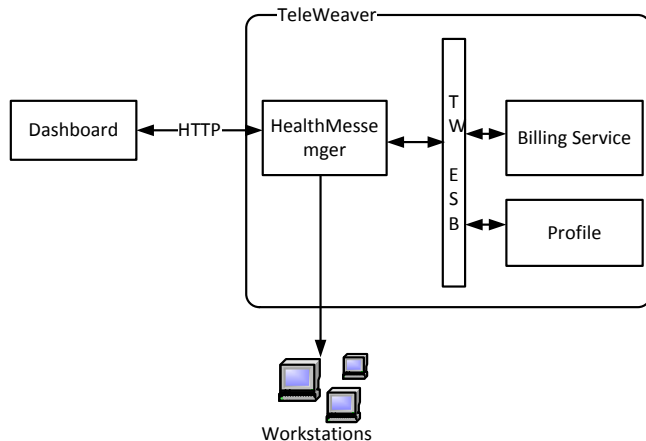 TeleWeaver
Dashboard
HTTP
HealthMesse
mger
T
W
E
S
B
Billing Service
Profile
Workstations